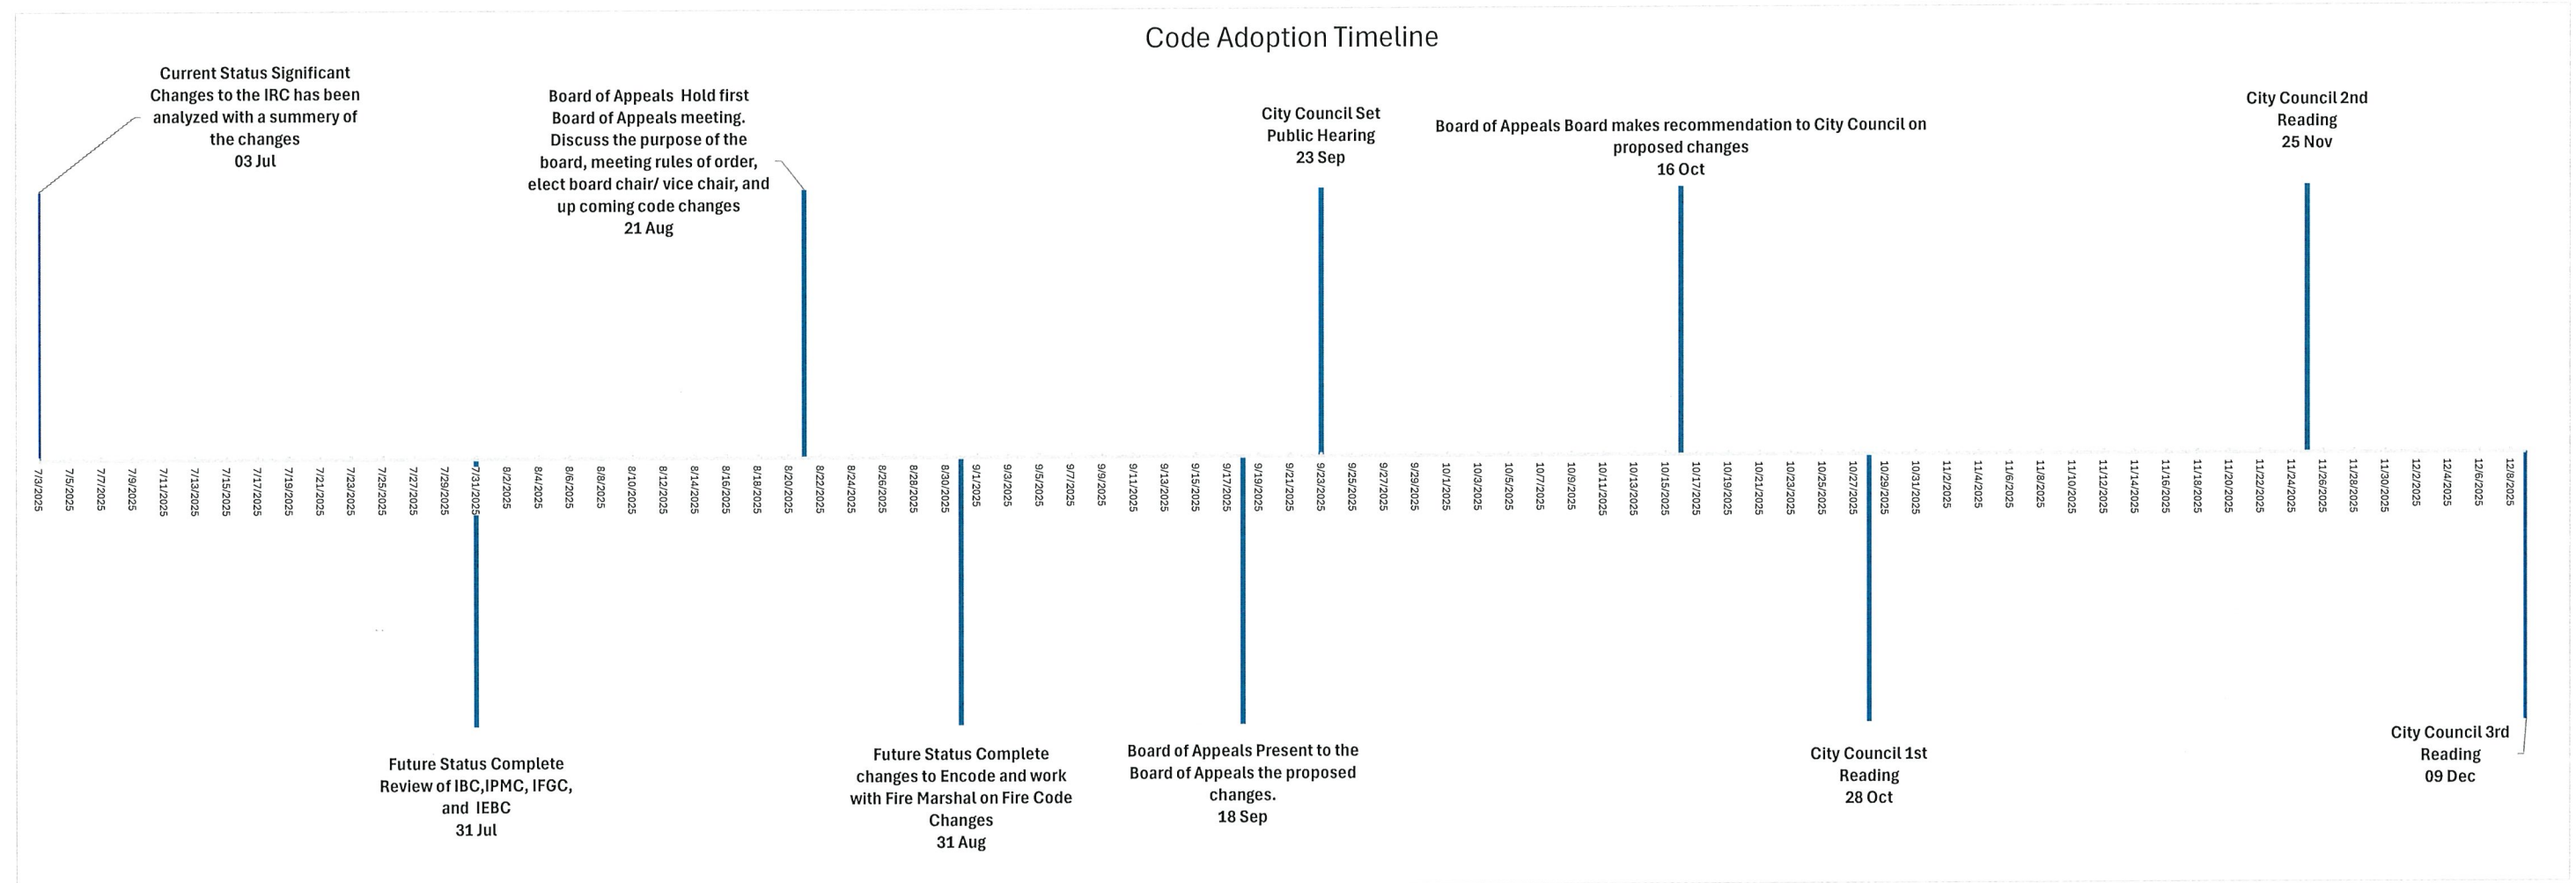 Code Adoption Timeline
Current Status Significant
Changes to the IRC has been
analyzed with a summery of
the changes
03 Jul
Board of Appeals  Hold first
Board of Appeals meeting.
Discuss the purpose of the
board, meeting rules of order,
elect board chair/ vice chair, and
up coming code changes
21 Aug
City Council Set
Public Hearing
23 Sep
Board of Appeals Board makes recommendation to City Council on
proposed changes
16 Oct
City Council 2nd
Reading
25 Nov
7/3/2025
7/5/2025
7/7/2025
7/9/2025
7/11/2025
7/13/2025
7/15/2025
7/17/2025
7/19/2025
7/21/2025
7/23/2025
7/25/2025
7/27/2025
7/29/2025
7/31/2025
8/2/2025
8/4/2025
8/6/2025
8/8/2025
8/10/2025
8/12/2025
8/14/2025
8/16/2025
8/18/2025
8/20/2025
8/22/2025
8/24/2025
8/26/2025
8/28/2025
8/30/2025
9/1/2025
9/3/2025
9/5/2025
9/7/2025
9/9/2025
9/11/2025
9/13/2025
9/15/2025
9/17/2025
9/19/2025
9/21/2025
9/23/2025
9/25/2025
9/27/2025
9/29/2025
10/1/2025
10/3/2025
10/5/2025
10/7/2025
10/9/2025
10/11/2025
10/13/2025
10/15/2025
10/17/2025
10/19/2025
10/21/2025
10/23/2025
10/25/2025
10/27/2025
10/29/2025
10/31/2025
11/2/2025
11/4/2025
11/6/2025
11/8/2025
11/10/2025
11/12/2025
11/14/2025
11/16/2025
11/18/2025
11/20/2025
11/22/2025
11/24/2025
11/26/2025
11/28/2025
11/30/2025
12/2/2025
12/4/2025
12/6/2025
12/8/2025
Future Status Complete
Review of IBC,IPMC, IFGC,
and  IEBC
31 Jul
Future Status Complete
changes to Encode and work
with Fire Marshal on Fire Code
Changes
31 Aug
Board of Appeals Present to the
Board of Appeals the proposed
changes.
18 Sep
City Council 1st
Reading
28 Oct
City Council 3rd
Reading
09 Dec